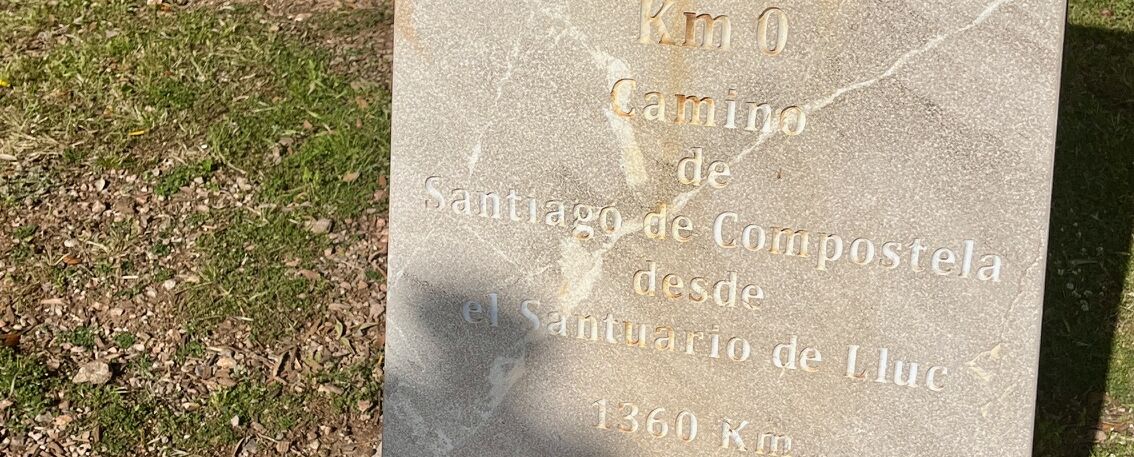 Km 0
Camino
de
Santiago de Compostela
desde
el Santuario de Lluc
1360 Km